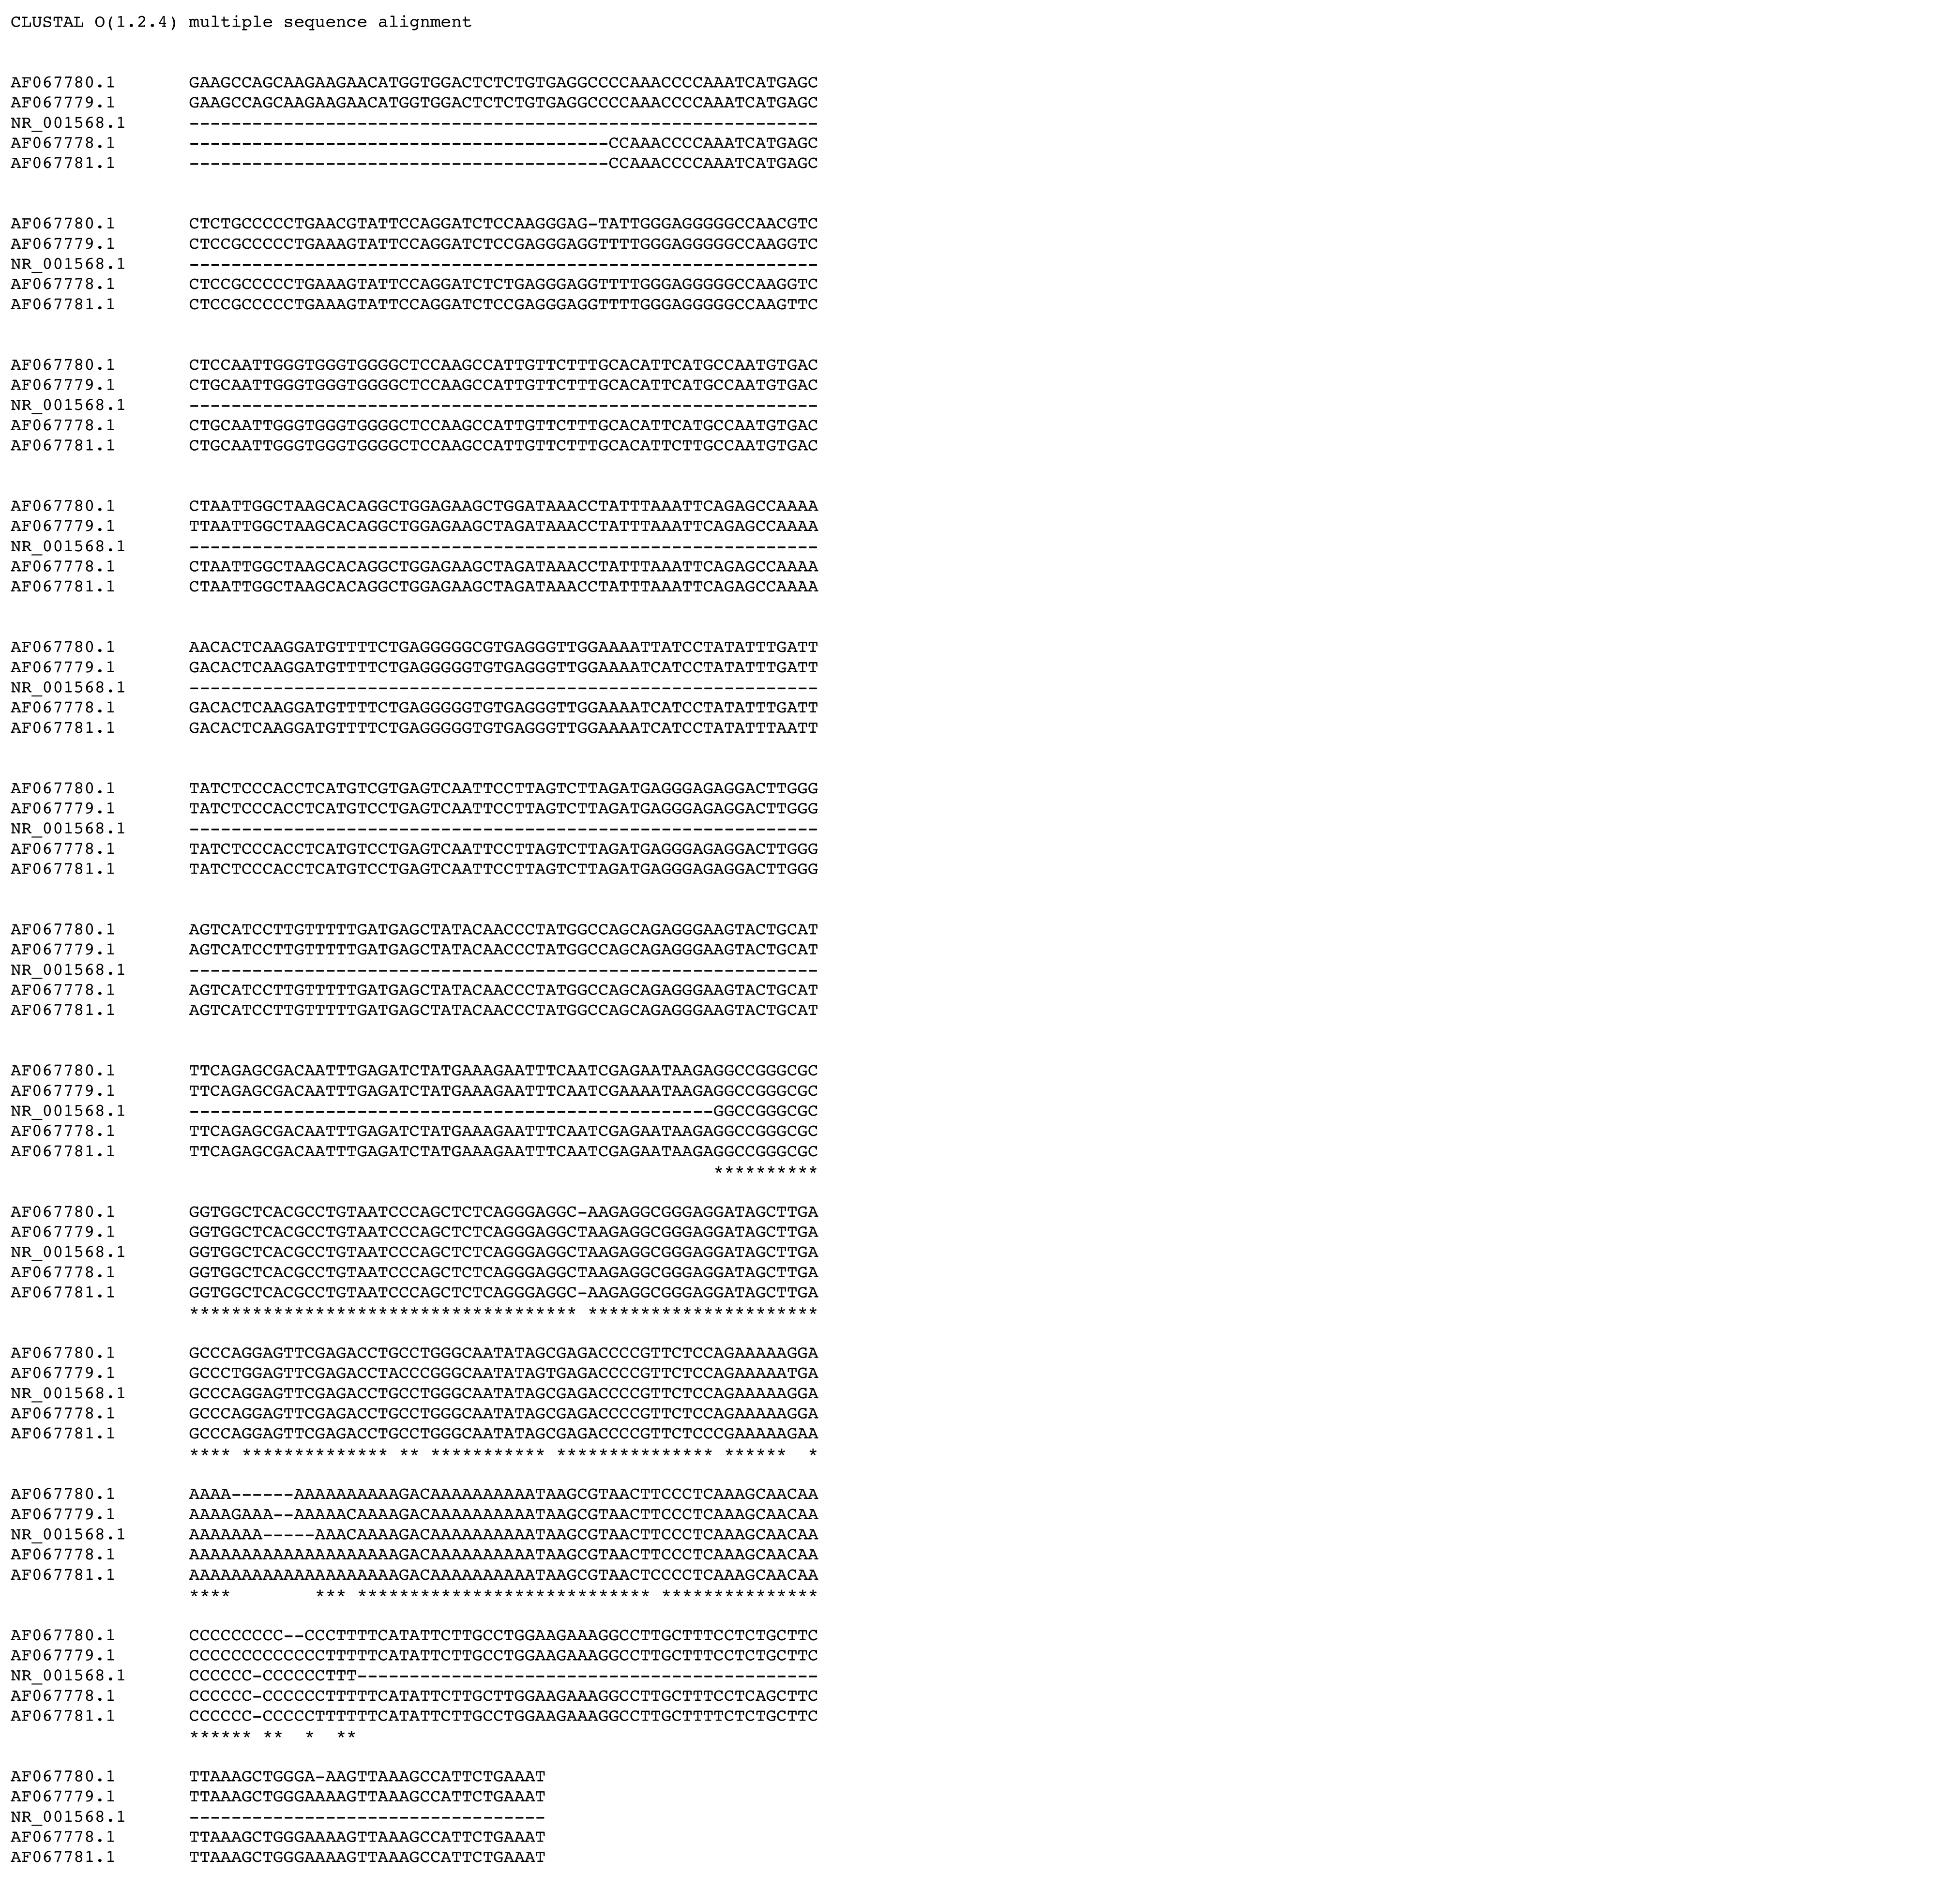 CLUSTAL O(1.2.4) multiple sequence alignment
AF067780.1 GAAGCCAGCAAGAAGAACATGGTGGACTCTCTGTGAGGCCCCAAACCCCAAATCATGAGC
AF067779.1 GAAGCCAGCAAGAAGAACATGGTGGACTCTCTGTGAGGCCCCAAACCCCAAATCATGAGC
NR_001568.1 ------------------------------------------------------------
AF067778.1 ----------------------------------------CCAAACCCCAAATCATGAGC
AF067781.1 ----------------------------------------CCAAACCCCAAATCATGAGC
AF067780.1 CTCTGCCCCCTGAACGTATTCCAGGATCTCCAAGGGAG-TATTGGGAGGGGGCCAACGTC
AF067779.1 CTCCGCCCCCTGAAAGTATTCCAGGATCTCCGAGGGAGGTTTTGGGAGGGGGCCAAGGTC
NR_001568.1 ------------------------------------------------------------
AF067778.1 CTCCGCCCCCTGAAAGTATTCCAGGATCTCTGAGGGAGGTTTTGGGAGGGGGCCAAGGTC
AF067781.1 CTCCGCCCCCTGAAAGTATTCCAGGATCTCCGAGGGAGGTTTTGGGAGGGGGCCAAGTTC
AF067780.1 CTCCAATTGGGTGGGTGGGGCTCCAAGCCATTGTTCTTTGCACATTCATGCCAATGTGAC
AF067779.1 CTGCAATTGGGTGGGTGGGGCTCCAAGCCATTGTTCTTTGCACATTCATGCCAATGTGAC
NR_001568.1 ------------------------------------------------------------
AF067778.1 CTGCAATTGGGTGGGTGGGGCTCCAAGCCATTGTTCTTTGCACATTCATGCCAATGTGAC
AF067781.1 CTGCAATTGGGTGGGTGGGGCTCCAAGCCATTGTTCTTTGCACATTCTTGCCAATGTGAC
AF067780.1 CTAATTGGCTAAGCACAGGCTGGAGAAGCTGGATAAACCTATTTAAATTCAGAGCCAAAA
AF067779.1 TTAATTGGCTAAGCACAGGCTGGAGAAGCTAGATAAACCTATTTAAATTCAGAGCCAAAA
NR_001568.1 ------------------------------------------------------------
AF067778.1 CTAATTGGCTAAGCACAGGCTGGAGAAGCTAGATAAACCTATTTAAATTCAGAGCCAAAA
AF067781.1 CTAATTGGCTAAGCACAGGCTGGAGAAGCTAGATAAACCTATTTAAATTCAGAGCCAAAA
AF067780.1 AACACTCAAGGATGTTTTCTGAGGGGGCGTGAGGGTTGGAAAATTATCCTATATTTGATT
AF067779.1 GACACTCAAGGATGTTTTCTGAGGGGGTGTGAGGGTTGGAAAATCATCCTATATTTGATT
NR_001568.1 ------------------------------------------------------------
AF067778.1 GACACTCAAGGATGTTTTCTGAGGGGGTGTGAGGGTTGGAAAATCATCCTATATTTGATT
AF067781.1 GACACTCAAGGATGTTTTCTGAGGGGGTGTGAGGGTTGGAAAATCATCCTATATTTAATT
AF067780.1 TATCTCCCACCTCATGTCGTGAGTCAATTCCTTAGTCTTAGATGAGGGAGAGGACTTGGG
AF067779.1 TATCTCCCACCTCATGTCCTGAGTCAATTCCTTAGTCTTAGATGAGGGAGAGGACTTGGG
NR_001568.1 ------------------------------------------------------------
AF067778.1 TATCTCCCACCTCATGTCCTGAGTCAATTCCTTAGTCTTAGATGAGGGAGAGGACTTGGG
AF067781.1 TATCTCCCACCTCATGTCCTGAGTCAATTCCTTAGTCTTAGATGAGGGAGAGGACTTGGG
AF067780.1 AGTCATCCTTGTTTTTGATGAGCTATACAACCCTATGGCCAGCAGAGGGAAGTACTGCAT
AF067779.1 AGTCATCCTTGTTTTTGATGAGCTATACAACCCTATGGCCAGCAGAGGGAAGTACTGCAT
NR_001568.1 ------------------------------------------------------------
AF067778.1 AGTCATCCTTGTTTTTGATGAGCTATACAACCCTATGGCCAGCAGAGGGAAGTACTGCAT
AF067781.1 AGTCATCCTTGTTTTTGATGAGCTATACAACCCTATGGCCAGCAGAGGGAAGTACTGCAT
AF067780.1 TTCAGAGCGACAATTTGAGATCTATGAAAGAATTTCAATCGAGAATAAGAGGCCGGGCGC
AF067779.1 TTCAGAGCGACAATTTGAGATCTATGAAAGAATTTCAATCGAAAATAAGAGGCCGGGCGC
NR_001568.1 --------------------------------------------------GGCCGGGCGC
AF067778.1 TTCAGAGCGACAATTTGAGATCTATGAAAGAATTTCAATCGAGAATAAGAGGCCGGGCGC
AF067781.1 TTCAGAGCGACAATTTGAGATCTATGAAAGAATTTCAATCGAGAATAAGAGGCCGGGCGC
**********
AF067780.1 GGTGGCTCACGCCTGTAATCCCAGCTCTCAGGGAGGC-AAGAGGCGGGAGGATAGCTTGA
AF067779.1 GGTGGCTCACGCCTGTAATCCCAGCTCTCAGGGAGGCTAAGAGGCGGGAGGATAGCTTGA
NR_001568.1 GGTGGCTCACGCCTGTAATCCCAGCTCTCAGGGAGGCTAAGAGGCGGGAGGATAGCTTGA
AF067778.1 GGTGGCTCACGCCTGTAATCCCAGCTCTCAGGGAGGCTAAGAGGCGGGAGGATAGCTTGA
AF067781.1 GGTGGCTCACGCCTGTAATCCCAGCTCTCAGGGAGGC-AAGAGGCGGGAGGATAGCTTGA
************************************* **********************
AF067780.1 GCCCAGGAGTTCGAGACCTGCCTGGGCAATATAGCGAGACCCCGTTCTCCAGAAAAAGGA
AF067779.1 GCCCTGGAGTTCGAGACCTACCCGGGCAATATAGTGAGACCCCGTTCTCCAGAAAAATGA
NR_001568.1 GCCCAGGAGTTCGAGACCTGCCTGGGCAATATAGCGAGACCCCGTTCTCCAGAAAAAGGA
AF067778.1 GCCCAGGAGTTCGAGACCTGCCTGGGCAATATAGCGAGACCCCGTTCTCCAGAAAAAGGA
AF067781.1 GCCCAGGAGTTCGAGACCTGCCTGGGCAATATAGCGAGACCCCGTTCTCCCGAAAAAGAA
**** ************** ** *********** *************** ******  *
AF067780.1 AAAA------AAAAAAAAAAGACAAAAAAAAAATAAGCGTAACTTCCCTCAAAGCAACAA
AF067779.1 AAAAGAAA--AAAAACAAAAGACAAAAAAAAAATAAGCGTAACTTCCCTCAAAGCAACAA
NR_001568.1 AAAAAAA-----AAACAAAAGACAAAAAAAAAATAAGCGTAACTTCCCTCAAAGCAACAA
AF067778.1 AAAAAAAAAAAAAAAAAAAAGACAAAAAAAAAATAAGCGTAACTTCCCTCAAAGCAACAA
AF067781.1 AAAAAAAAAAAAAAAAAAAAGACAAAAAAAAAATAAGCGTAACTCCCCTCAAAGCAACAA
****        *** **************************** ***************
AF067780.1 CCCCCCCCC--CCCTTTTCATATTCTTGCCTGGAAGAAAGGCCTTGCTTTCCTCTGCTTC
AF067779.1 CCCCCCCCCCCCCTTTTTCATATTCTTGCCTGGAAGAAAGGCCTTGCTTTCCTCTGCTTC
NR_001568.1 CCCCCC-CCCCCCTTT--------------------------------------------
AF067778.1 CCCCCC-CCCCCCTTTTTCATATTCTTGCTTGGAAGAAAGGCCTTGCTTTCCTCAGCTTC
AF067781.1 CCCCCC-CCCCCTTTTTTCATATTCTTGCCTGGAAGAAAGGCCTTGCTTTTCTCTGCTTC
****** **  *  **
AF067780.1 TTAAAGCTGGGA-AAGTTAAAGCCATTCTGAAAT
AF067779.1 TTAAAGCTGGGAAAAGTTAAAGCCATTCTGAAAT
NR_001568.1 ----------------------------------
AF067778.1 TTAAAGCTGGGAAAAGTTAAAGCCATTCTGAAAT
AF067781.1 TTAAAGCTGGGAAAAGTTAAAGCCATTCTGAAAT